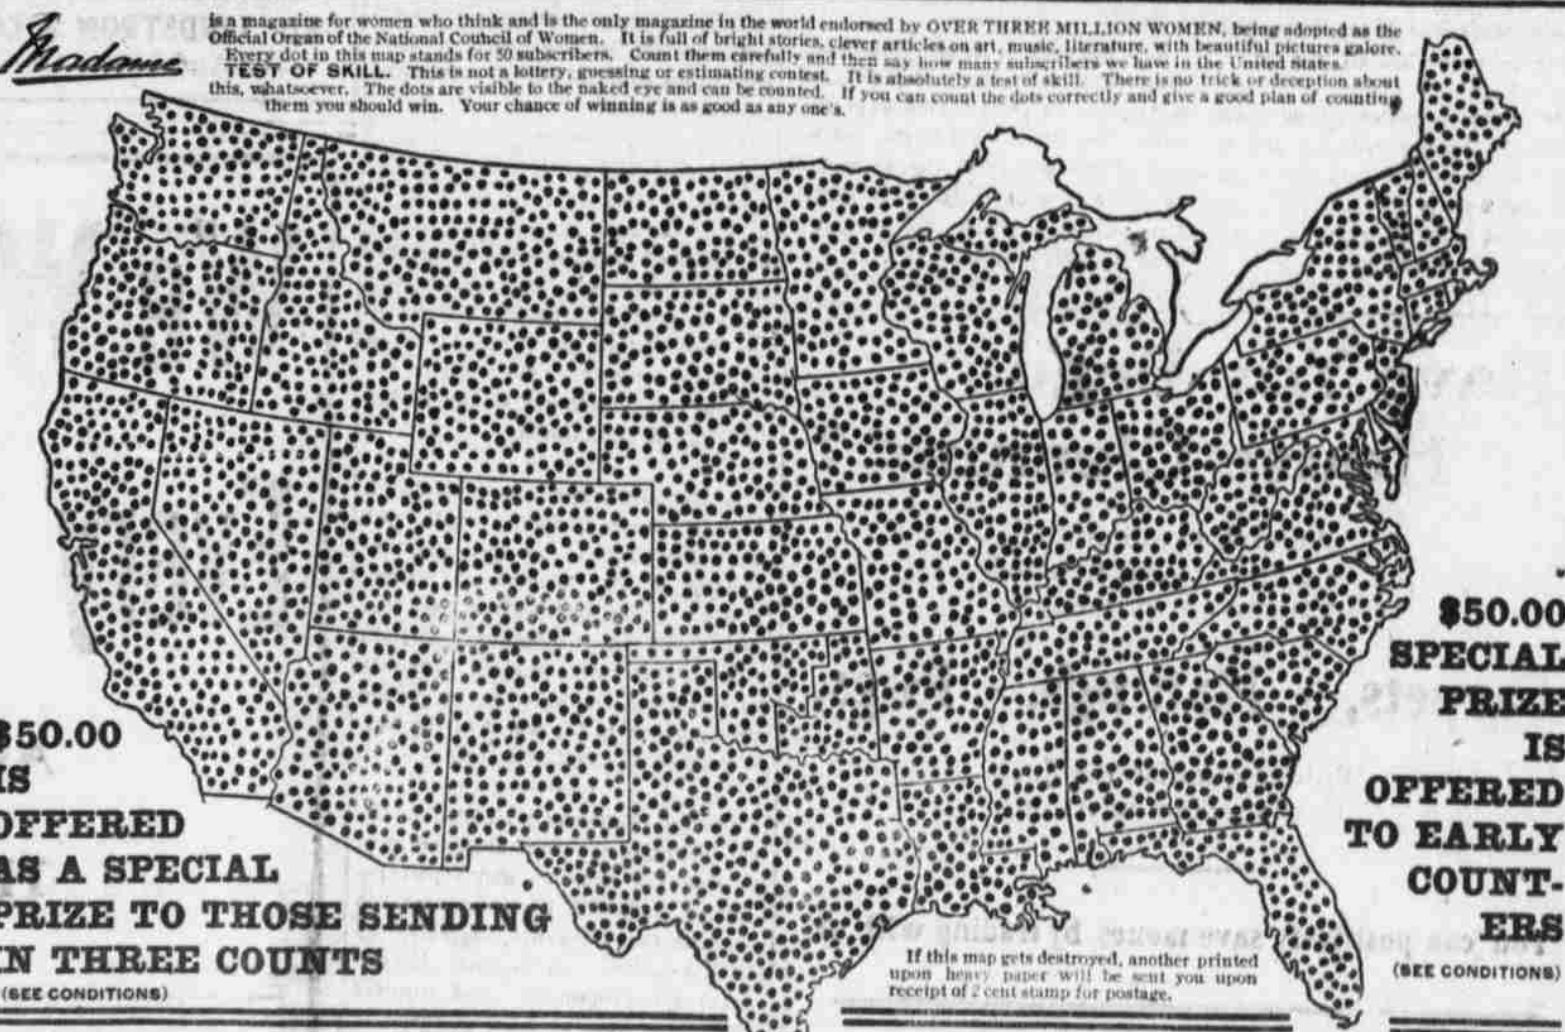 Madame
is a magazine for women who think and is the only magazine in the world endorsed by OVER THREE MILLION WOMEN, being adopted as the
Official Organ of the National Council of Women. It is full of bright stories, clever articles on art, music, literature, with beautiful pictures galore.
Every dot in this map stands for 50 subscribers. Count them carefully and then say how many subscribers we have in the United States.
TEST OF SKILL. This is not a lottery, guessing or estimating contest. It is absolutely a test of skill. There is no trick or deception about
this, whatsoever. The dots are visible to the naked eye and can be counted. If you can count the dots correctly and give a good plan of counting
them you should win. Your chance of winning is as good as any one's.
$50.00
IS
OFFERED
AS A SPECIAL
PRIZE TO THOSE SENDING
IN THREE COUNTS
(SEE CONDITIONS)
$50.00
SPECIAL
PRIZE
IS
OFFERED
TO EARLY
COUNT-
ERS
(SEE CONDITIONS)
If this map gets destroyed, another printed
upon heavy paper will be sent you upon
receipt of 2 cent stamp for postage.